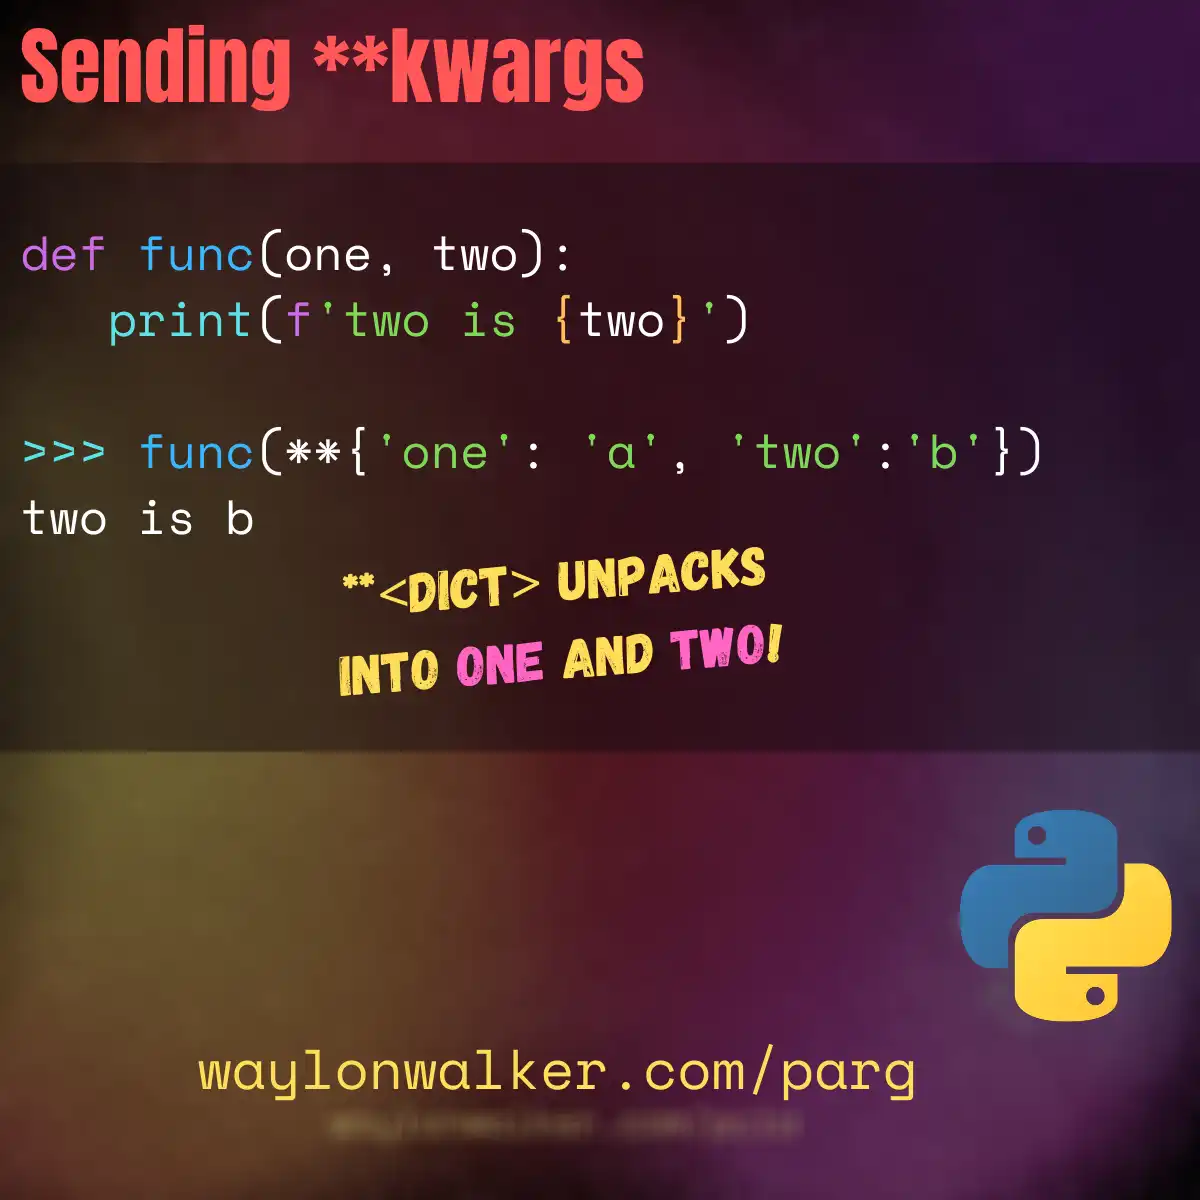 Sending **kwargs
def func(one, two):
   print(f'two is {two}')
>>> func(**{'one': 'a', 'two':'b'})
two is b
**<DICT> UNPACKS
INTO ONE AND TWO!
waylonwalker.com/parg